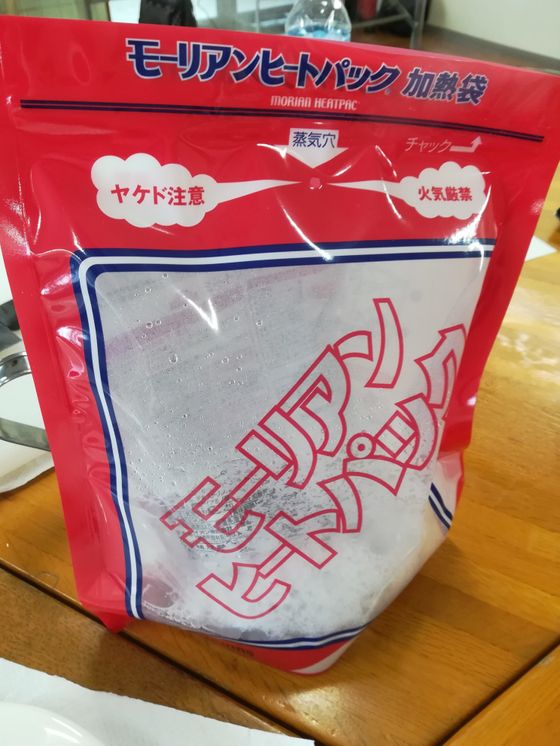 モーリアンヒートパック 加熱袋
MORIAN HEATPAC
蒸気穴
チャック
ヤケド注意
火気厳禁
モーリアン
ヒートパック